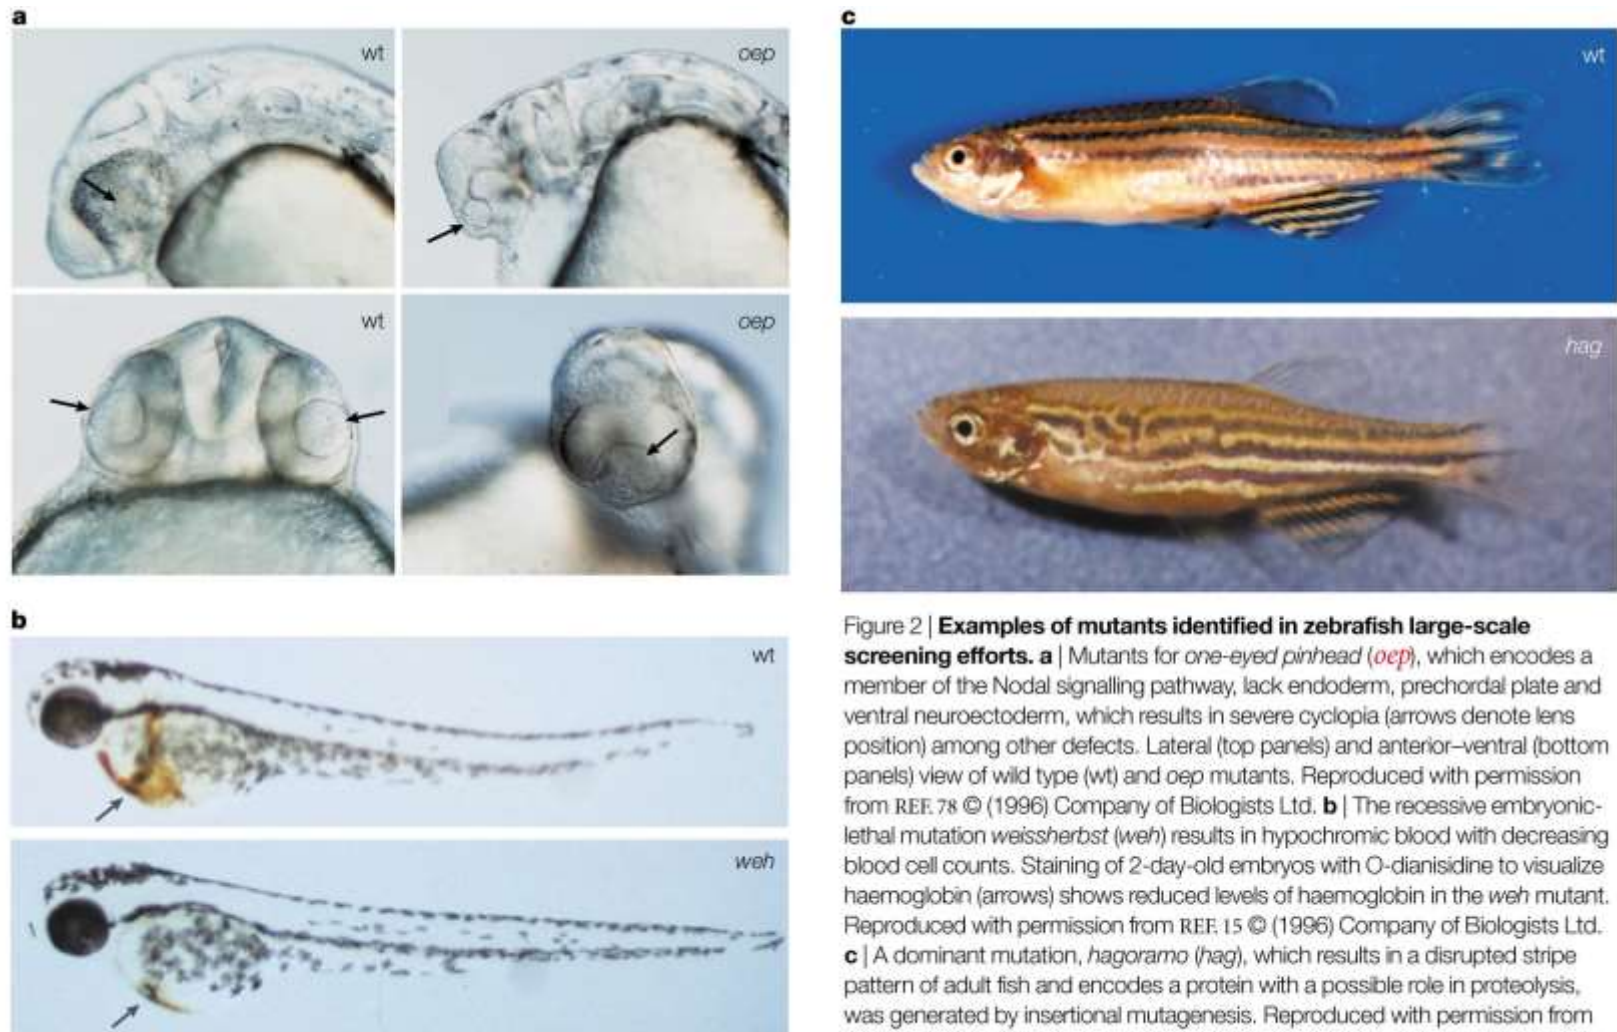 a
wt
oep
wt
oep
b
wt
weh
c
wt
hag
Figure 2 | Examples of mutants identified in zebrafish large-scale
screening efforts. a | Mutants for one-eyed pinhead (oep), which encodes a
member of the Nodal signalling pathway, lack endoderm, prechordal plate and
ventral neuroectoderm, which results in severe cyclopia (arrows denote lens
position) among other defects. Lateral (top panels) and anterior–ventral (bottom
panels) view of wild type (wt) and oep mutants. Reproduced with permission
from REF. 78 © (1996) Company of Biologists Ltd. b | The recessive embryonic-
lethal mutation weissherbst (weh) results in hypochromic blood with decreasing
blood cell counts. Staining of 2-day-old embryos with O-dianisidine to visualize
haemoglobin (arrows) shows reduced levels of haemoglobin in the weh mutant.
Reproduced with permission from REF. 15 © (1996) Company of Biologists Ltd.
c | A dominant mutation, hagoramo (hag), which results in a disrupted stripe
pattern of adult fish and encodes a protein with a possible role in proteolysis,
was generated by insertional mutagenesis. Reproduced with permission from